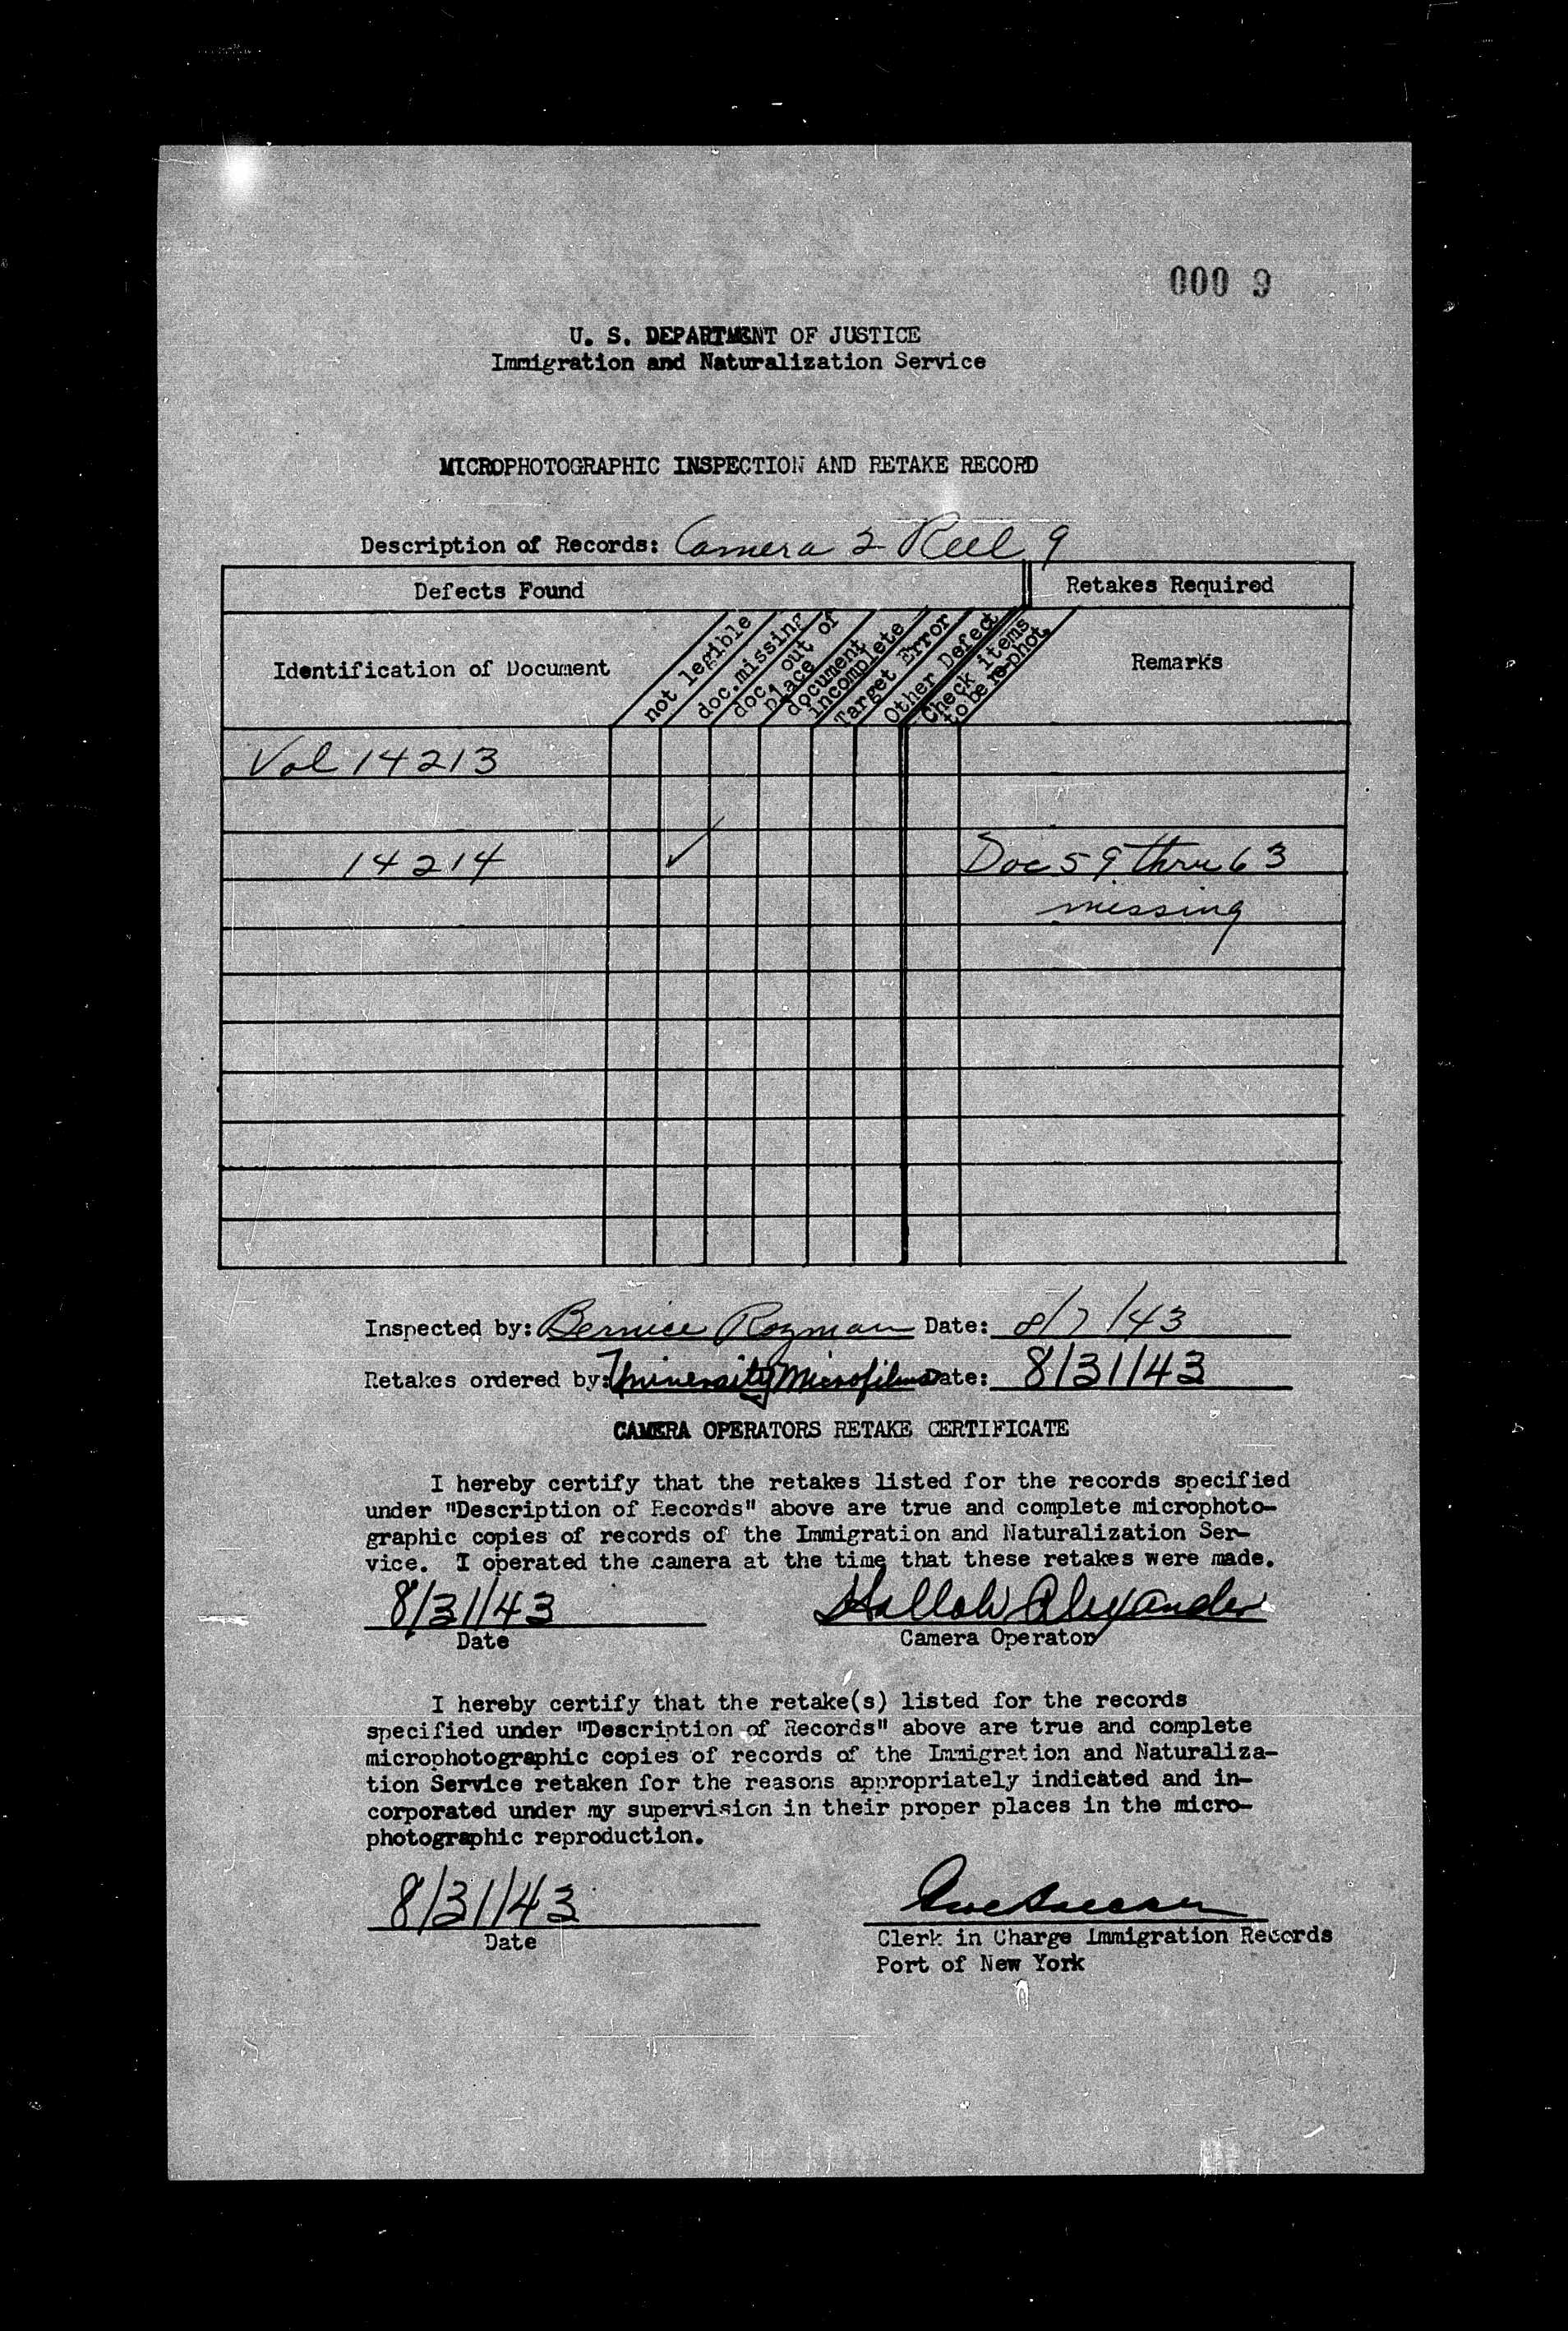 000 9
U. S. DEPARTMENT OF JUSTICE
Immigration and Naturalization Service
MICROPHOTOGRAPHIC INSPECTION AND RETAKE RECORD
Description of Records: Camera 2 Reel 9
Defects Found
Retakes Required
Identification of Document
not legible
doc.missing
doc. out of place
document incomplete
Target Error
Other Defect
Check items to be re-phot.
Remarks
Vol 14213
14214 ✓ Doc 59 thru 63
missing
Inspected by: Bernice Rozman Date: 8/7/43
Retakes ordered by: University Microfilms Date: 8/31/43
CAMERA OPERATORS RETAKE CERTIFICATE
I hereby certify that the retakes listed for the records specified
under "Description of Records" above are true and complete microphoto-
graphic copies of records of the Immigration and Naturalization Ser-
vice. I operated the camera at the time that these retakes were made.
8/31/43 Alexander
Date Camera Operator
I hereby certify that the retake(s) listed for the records
specified under "Description of Records" above are true and complete
microphotographic copies of records of the Immigration and Naturaliza-
tion Service retaken for the reasons appropriately indicated and in-
corporated under my supervision in their proper places in the micro-
photographic reproduction.
8/31/43
Date
Clerk in Charge Immigration Records
Port of New York